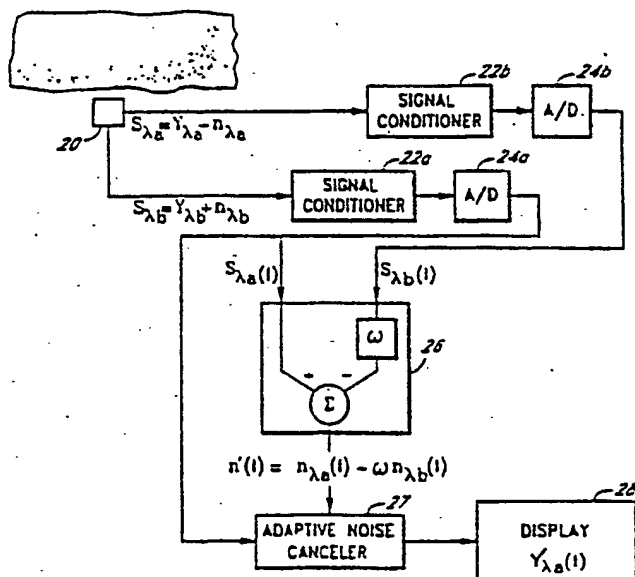 22b
24b
SIGNAL
CONDITIONER
A/D
20
Sλa=Yλa-nλa
22a
24a
SIGNAL
CONDITIONER
A/D
Sλb=Yλb+nλb
Sλa(i)
Sλb(i)
ω
26
+
-
Σ
n'(i) = nλa(i) - ωnλb(i)
27
28
ADAPTIVE NOISE
CANCELER
DISPLAY
Yλa(i)